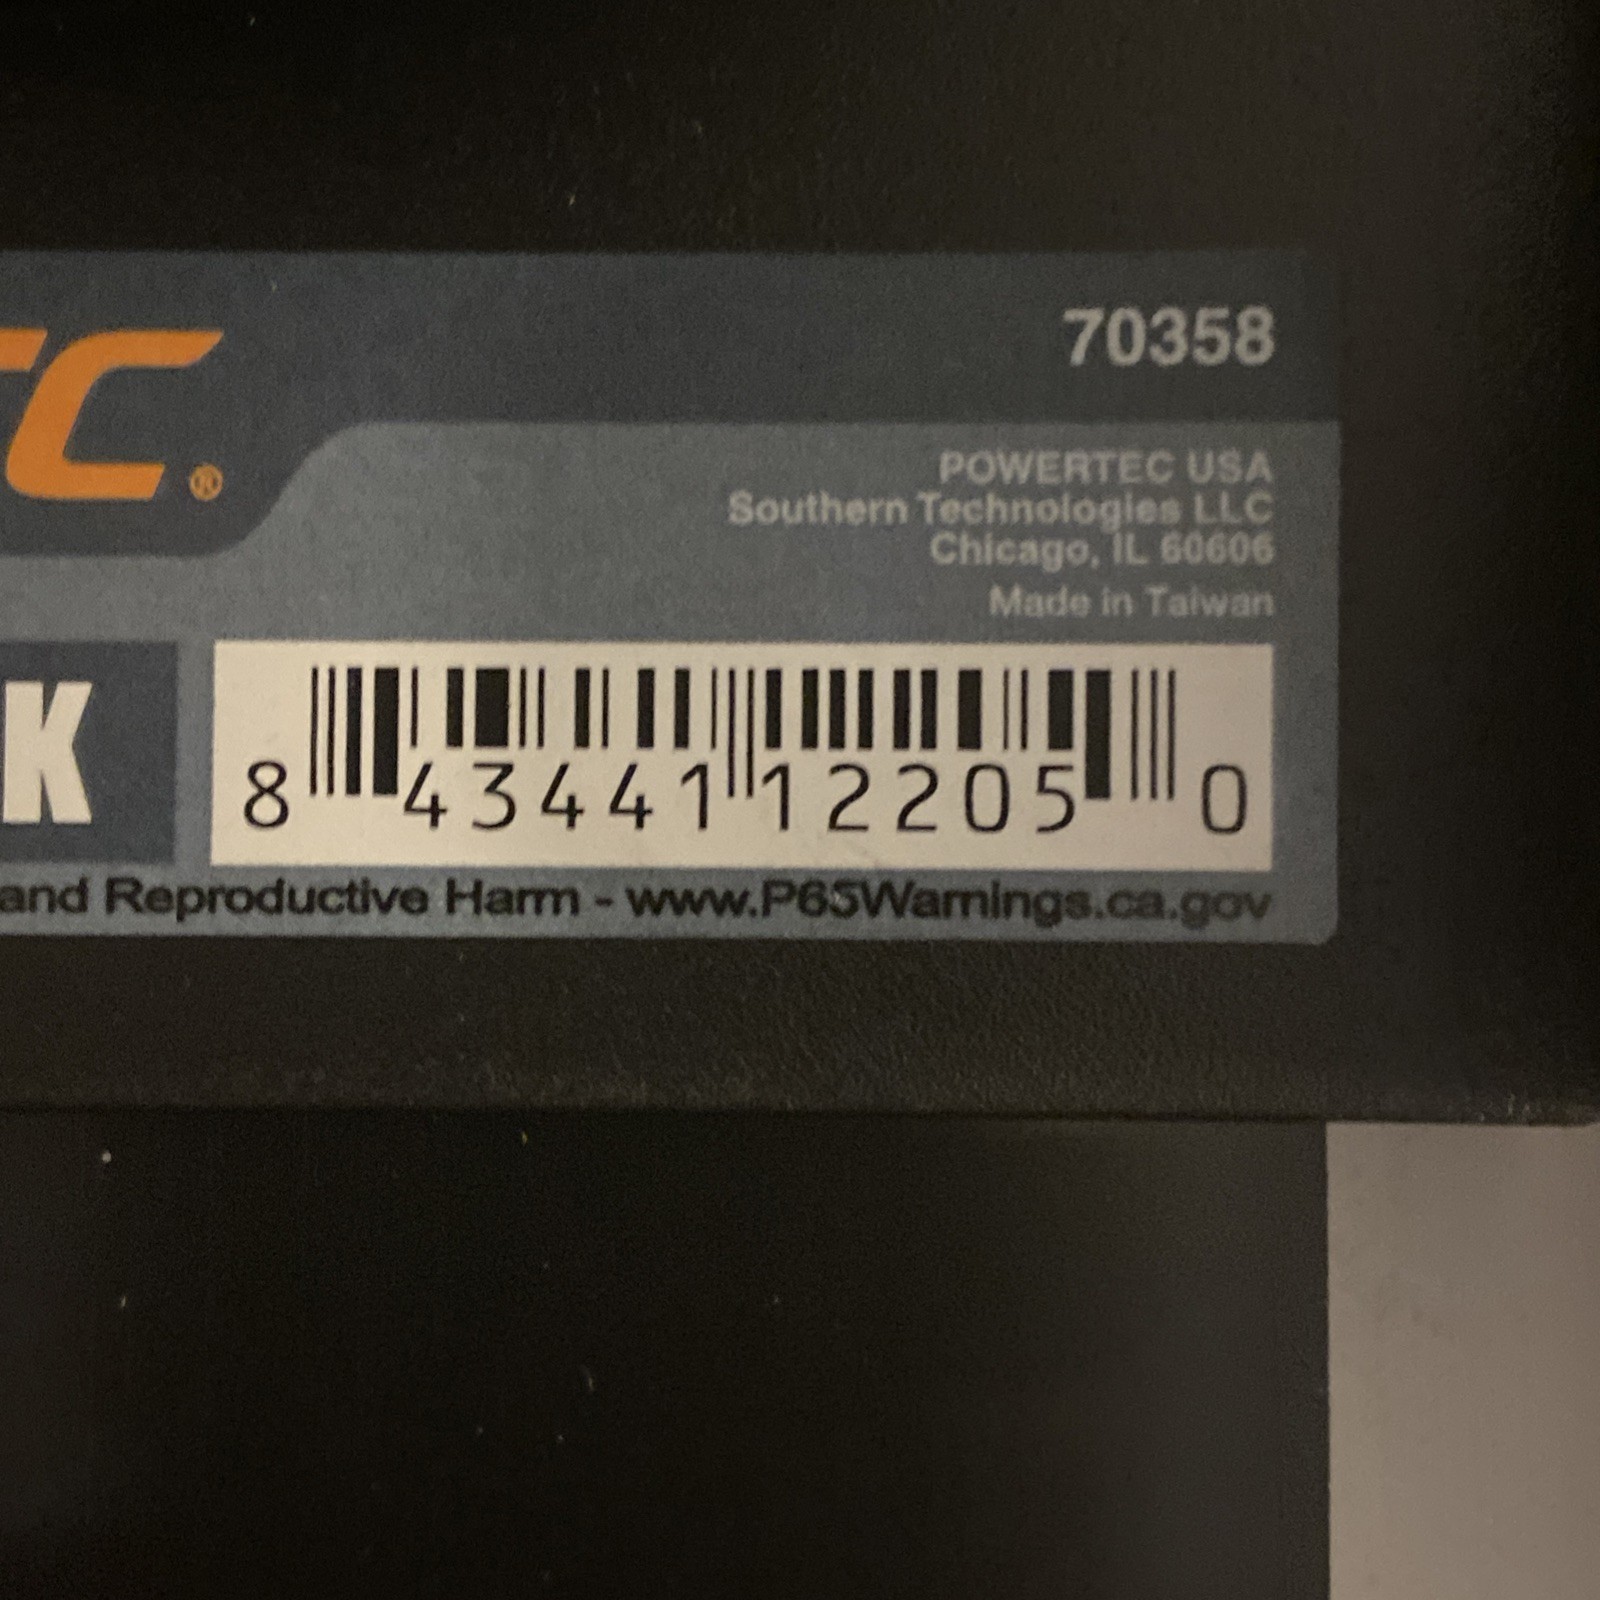 70358
TC®
POWERTEC USA
Southern Technologies LLC
Chicago, IL 60606
Made in Taiwan
K
8 43441 12205 0
and Reproductive Harm - www.P65Warnings.ca.gov